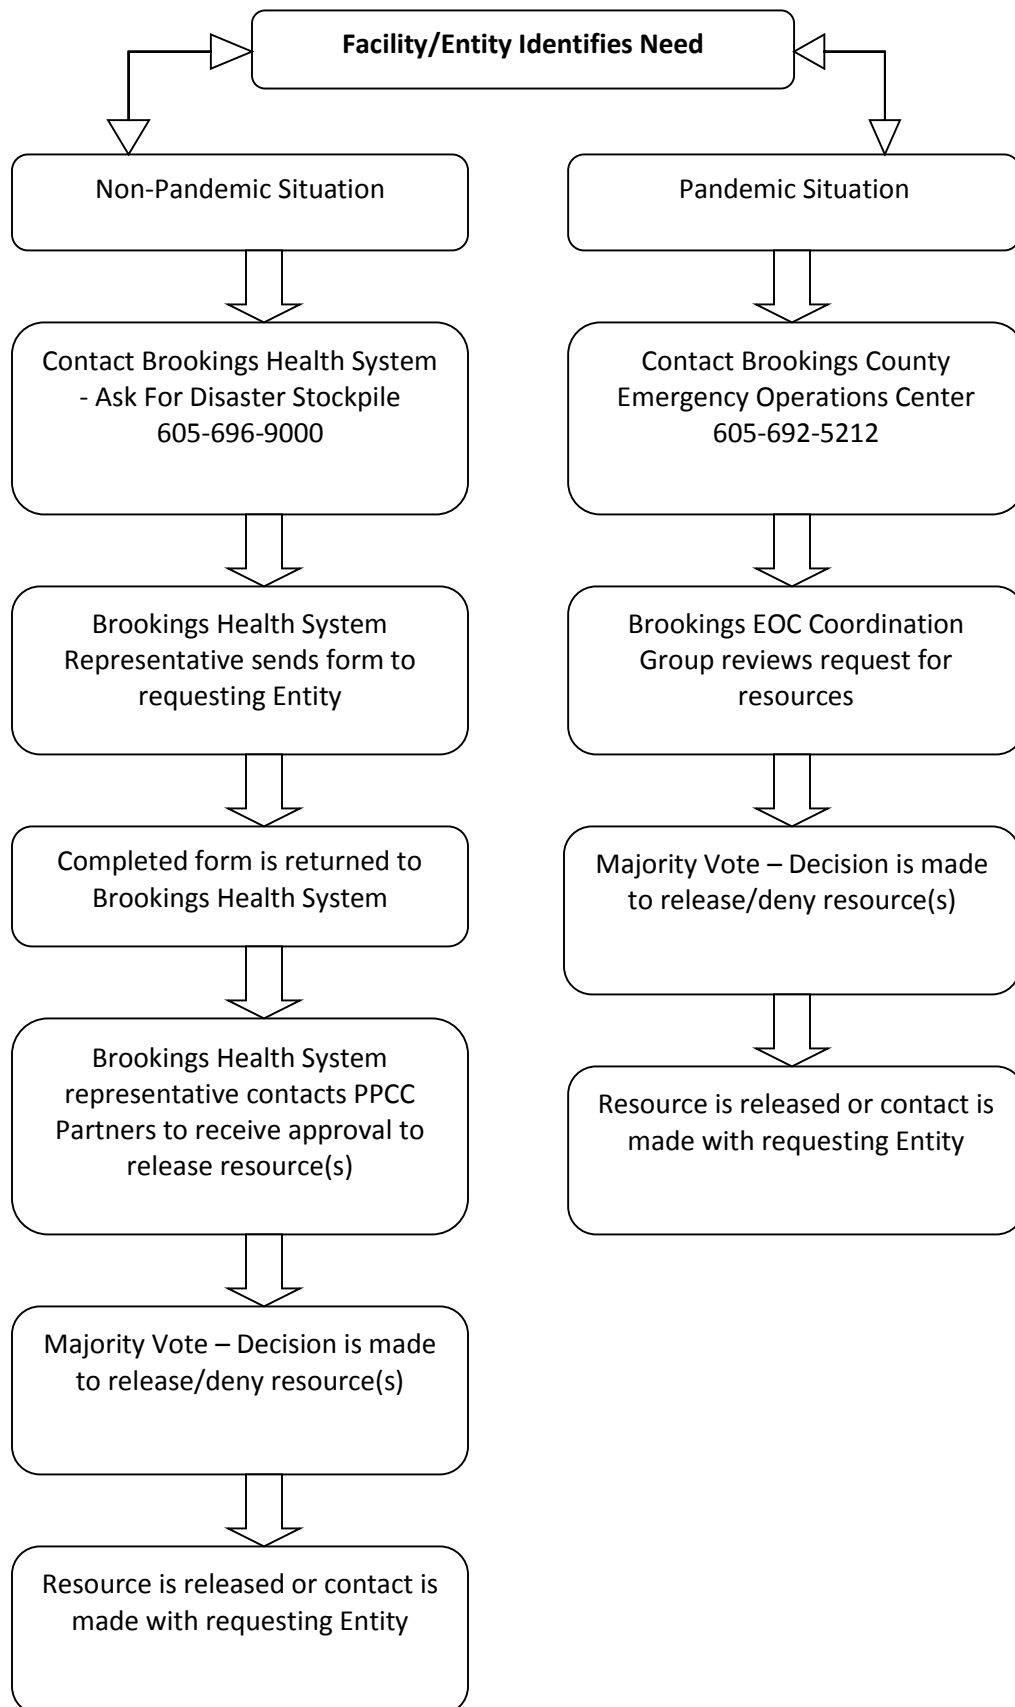 Facility/Entity Identifies Need
Non-Pandemic Situation
Contact Brookings Health System
- Ask For Disaster Stockpile
605-696-9000
Brookings Health System
Representative sends form to
requesting Entity
Completed form is returned to
Brookings Health System
Brookings Health System
representative contacts PPCC
Partners to receive approval to
release resource(s)
Majority Vote – Decision is made
to release/deny resource(s)
Resource is released or contact is
made with requesting Entity
Pandemic Situation
Contact Brookings County
Emergency Operations Center
605-692-5212
Brookings EOC Coordination
Group reviews request for
resources
Majority Vote – Decision is made
to release/deny resource(s)
Resource is released or contact is
made with requesting Entity